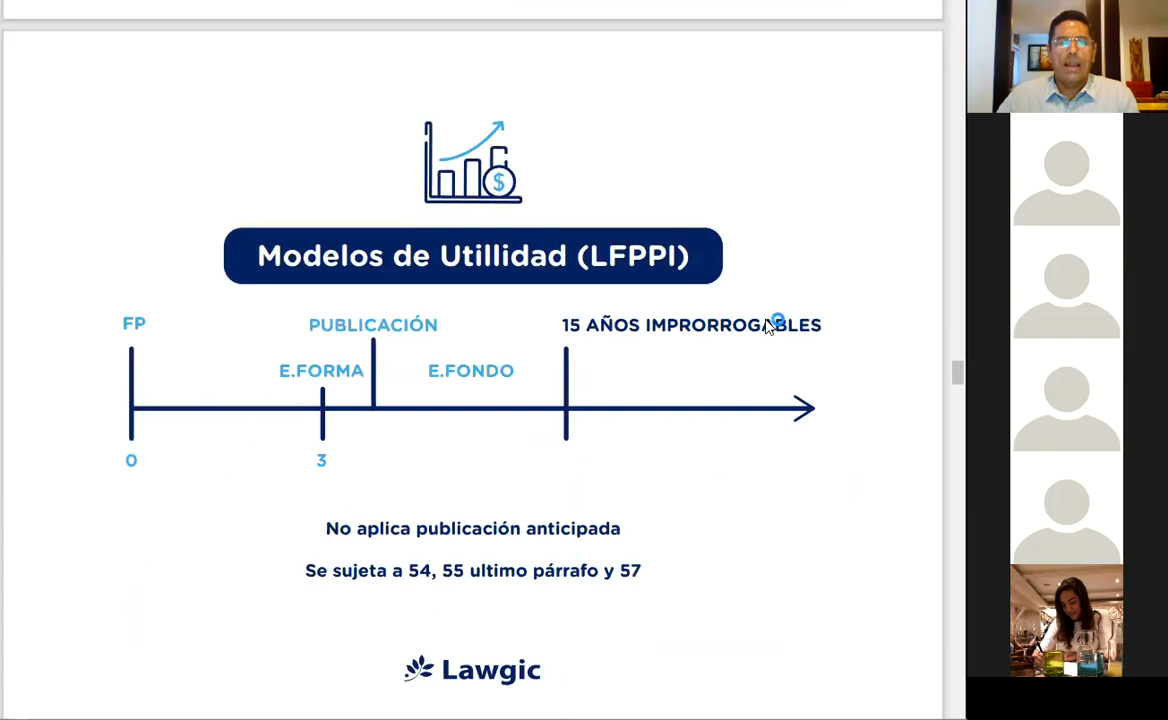 $
Modelos de Utillidad (LFPPI)
FP
PUBLICACIÓN
15 AÑOS IMPRORROGABLES
E.FORMA
E.FONDO
0
3
No aplica publicación anticipada
Se sujeta a 54, 55 ultimo párrafo y 57
Lawgic